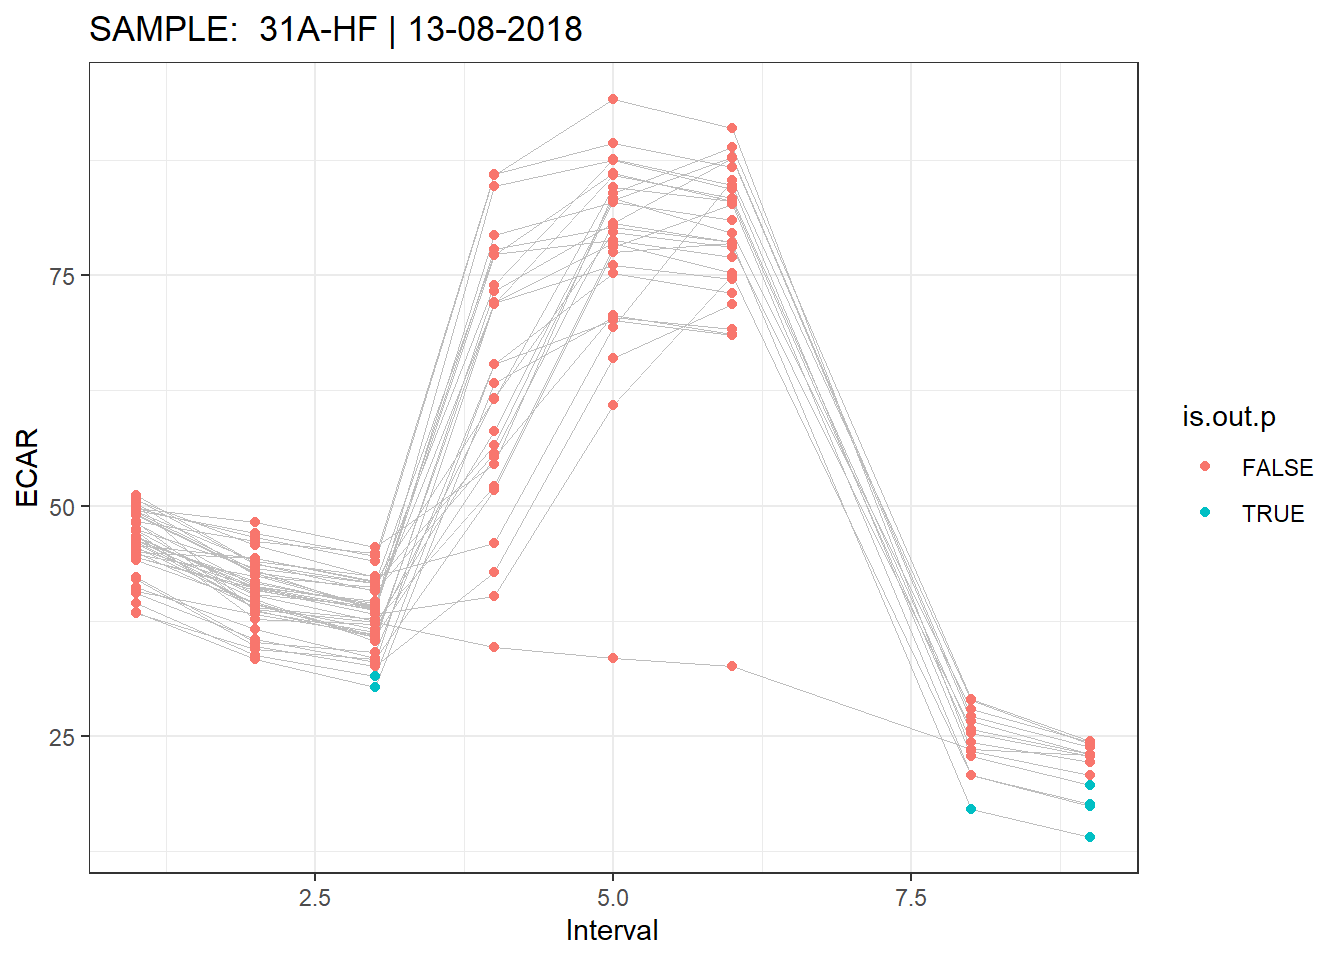 SAMPLE:  31A-HF | 13-08-2018
ECAR
75
50
25
2.5
5.0
7.5
Interval
is.out.p
FALSE
TRUE